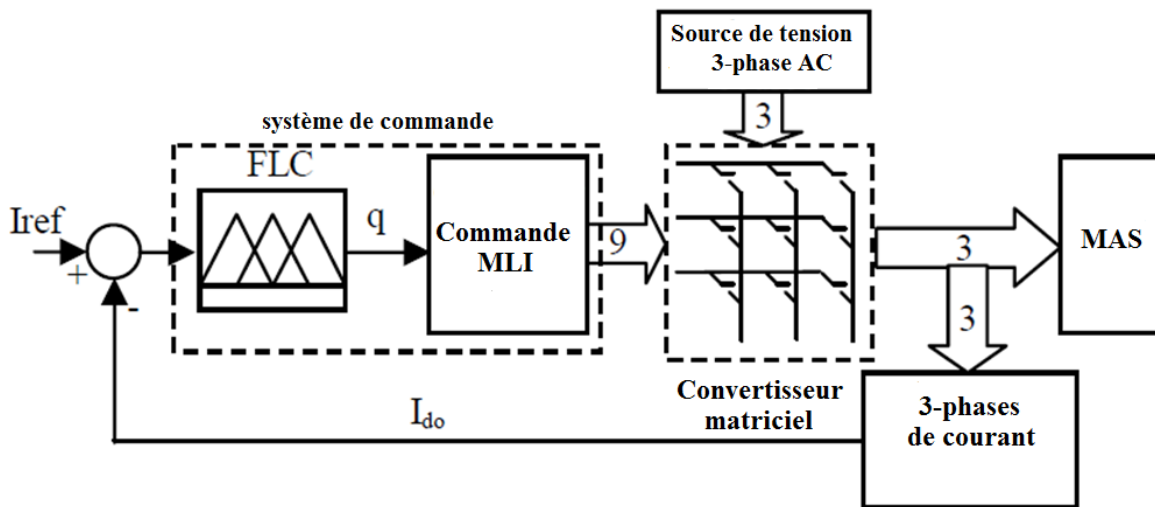 Source de tension
3-phase AC
3
système de commande
FLC
Iref
+
-
q
Commande
MLI
9
3
MAS
3
Convertisseur
matriciel
3-phases
de courant
Ido